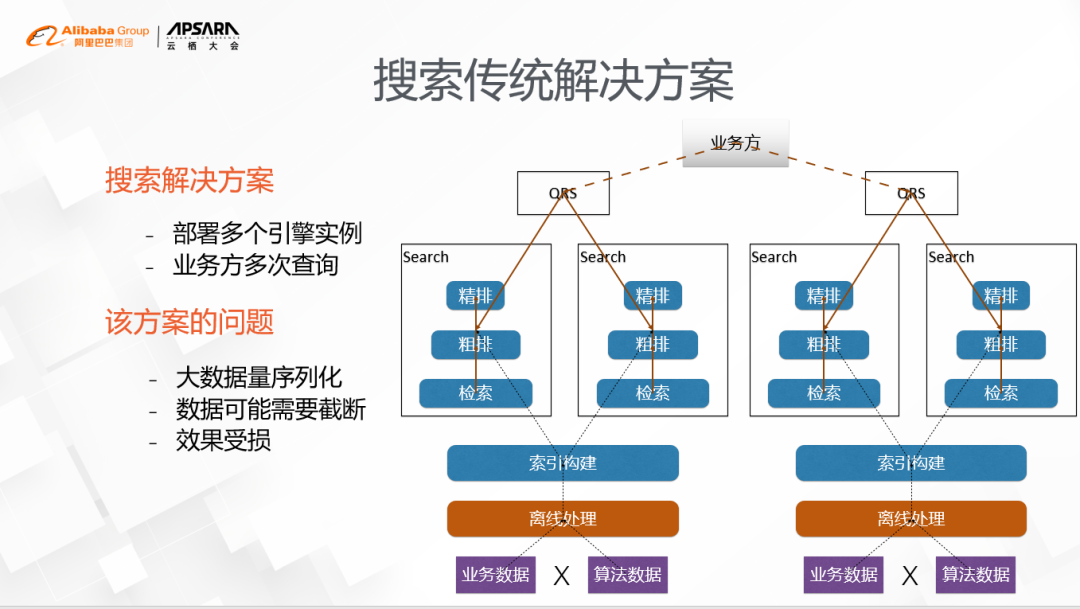 Alibaba Group
阿里巴巴集团
APSARA
云栖大会
搜索传统解决方案
业务方
搜索解决方案
- 部署多个引擎实例
- 业务方多次查询
该方案的问题
- 大数据量序列化
- 数据可能需要截断
- 效果受损
QRS
QRS
Search
精排
粗排
检索
Search
精排
粗排
检索
Search
精排
粗排
检索
Search
精排
粗排
检索
索引构建
索引构建
离线处理
离线处理
业务数据 X 算法数据
业务数据 X 算法数据